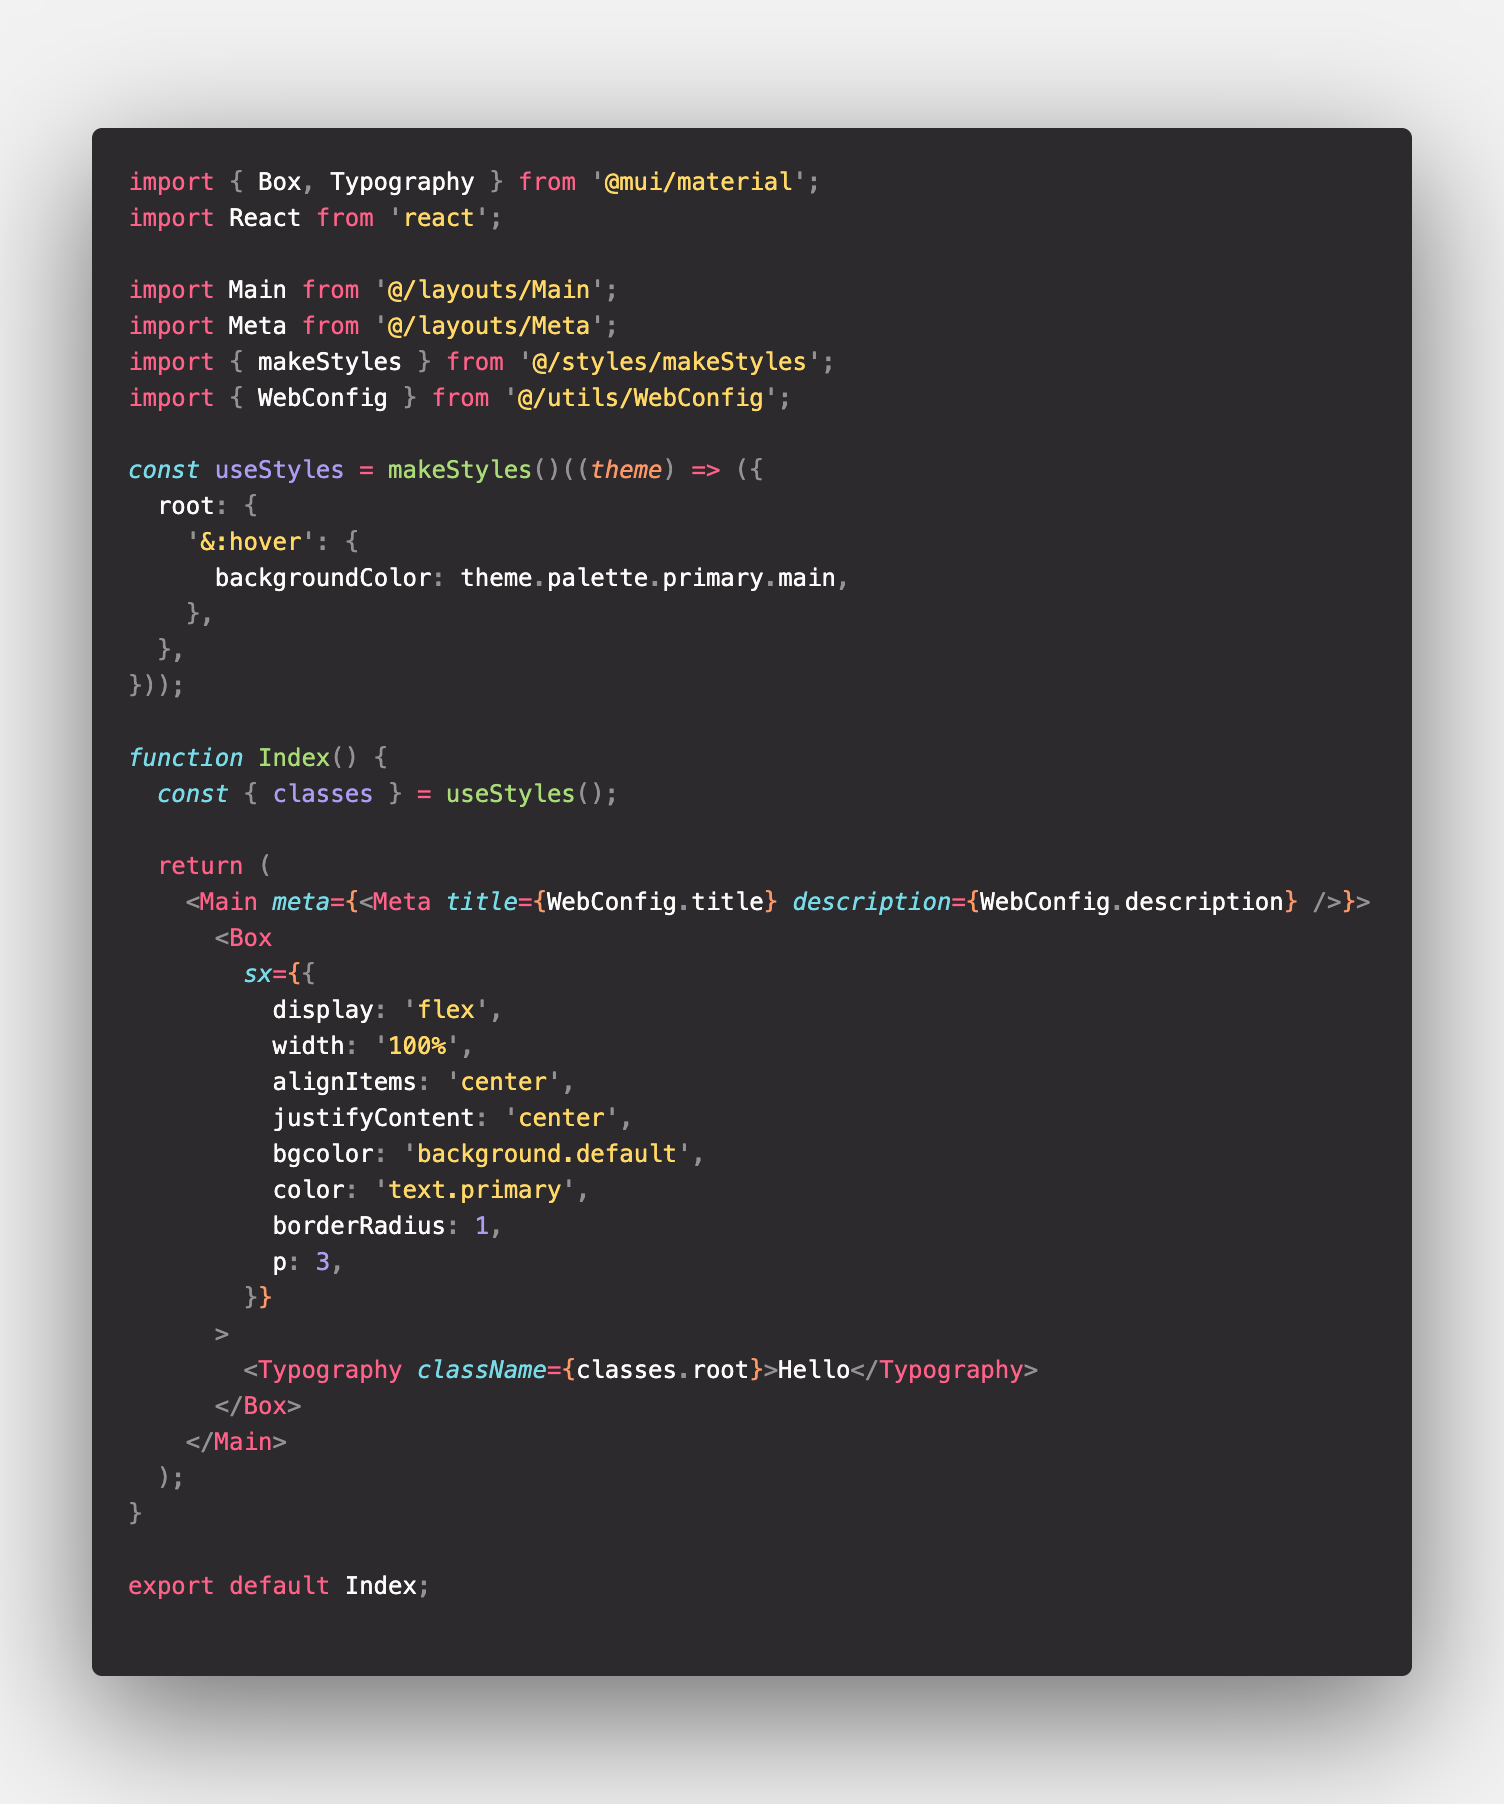 import { Box, Typography } from '@mui/material';
import React from 'react';

import Main from '@/layouts/Main';
import Meta from '@/layouts/Meta';
import { makeStyles } from '@/styles/makeStyles';
import { WebConfig } from '@/utils/WebConfig';

const useStyles = makeStyles()((theme) => ({
  root: {
    '&:hover': {
      backgroundColor: theme.palette.primary.main,
    },
  },
}));

function Index() {
  const { classes } = useStyles();

  return (
    <Main meta={<Meta title={WebConfig.title} description={WebConfig.description} />}>
      <Box
        sx={{
          display: 'flex',
          width: '100%',
          alignItems: 'center',
          justifyContent: 'center',
          bgcolor: 'background.default',
          color: 'text.primary',
          borderRadius: 1,
          p: 3,
        }}
      >
        <Typography className={classes.root}>Hello</Typography>
      </Box>
    </Main>
  );
}

export default Index;